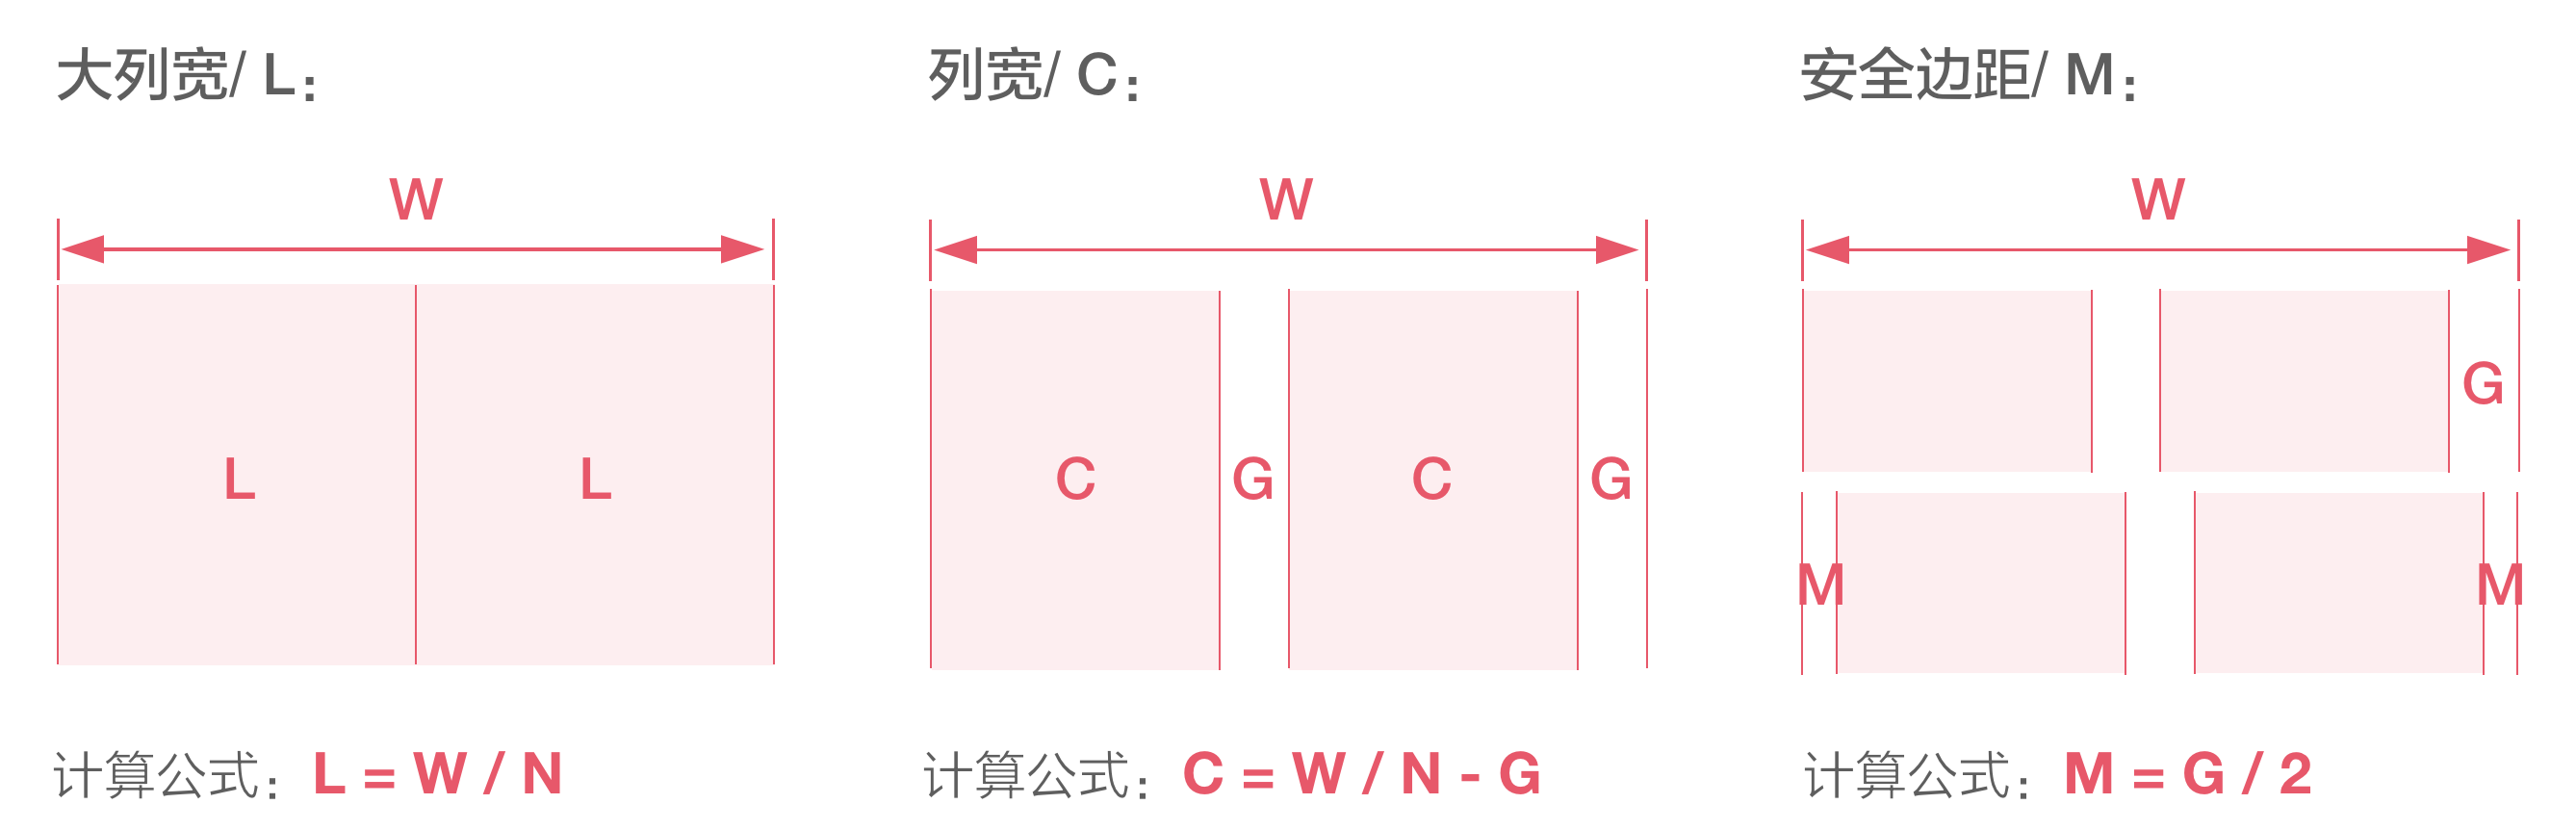 大列宽/ L：
列宽/ C：
安全边距/ M：
W
W
W
L
L
C
G
C
G
G
M
M
计算公式：L = W / N
计算公式：C = W / N - G
计算公式：M = G / 2